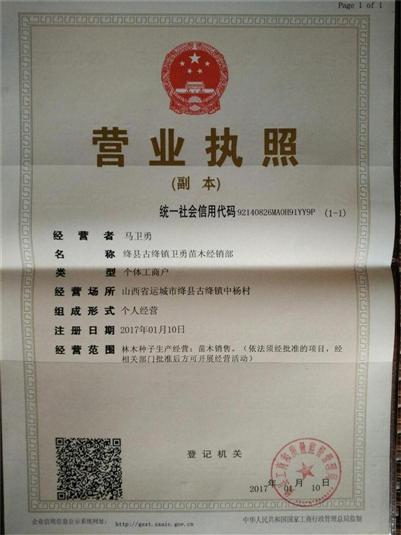 Page 1 of 1
营业执照
(副 本)
统一社会信用代码 92140826MA0H91YY9P (1-1)
经营者 马卫勇
名称 绛县古绛镇卫勇苗木经销部
类型 个体工商户
经营场所 山西省运城市绛县古绛镇中杨村
组成形式 个人经营
注册日期 2017年01月10日
经营范围 林木种子生产经营；苗木销售。（依法须经批准的项目，经
相关部门批准后方可开展经营活动）
登记机关
2017 年 01 月 10 日
企业信用信息公示系统网址：
http://gsxt.sxaic.gov.cn
中华人民共和国国家工商行政管理总局监制